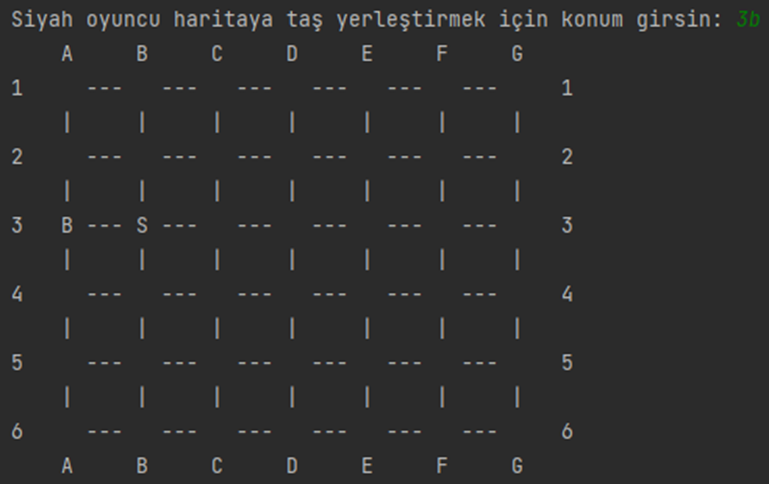 Siyah oyuncu haritaya taş yerleştirmek için konum girsin: 3b
    A     B     C     D     E     F     G
1     ---   ---   ---   ---   ---   ---     1
    |     |     |     |     |     |     |
2     ---   ---   ---   ---   ---   ---     2
    |     |     |     |     |     |     |
3   B --- S ---   ---   ---   ---   ---     3
    |     |     |     |     |     |     |
4     ---   ---   ---   ---   ---   ---     4
    |     |     |     |     |     |     |
5     ---   ---   ---   ---   ---   ---     5
    |     |     |     |     |     |     |
6     ---   ---   ---   ---   ---   ---     6
    A     B     C     D     E     F     G